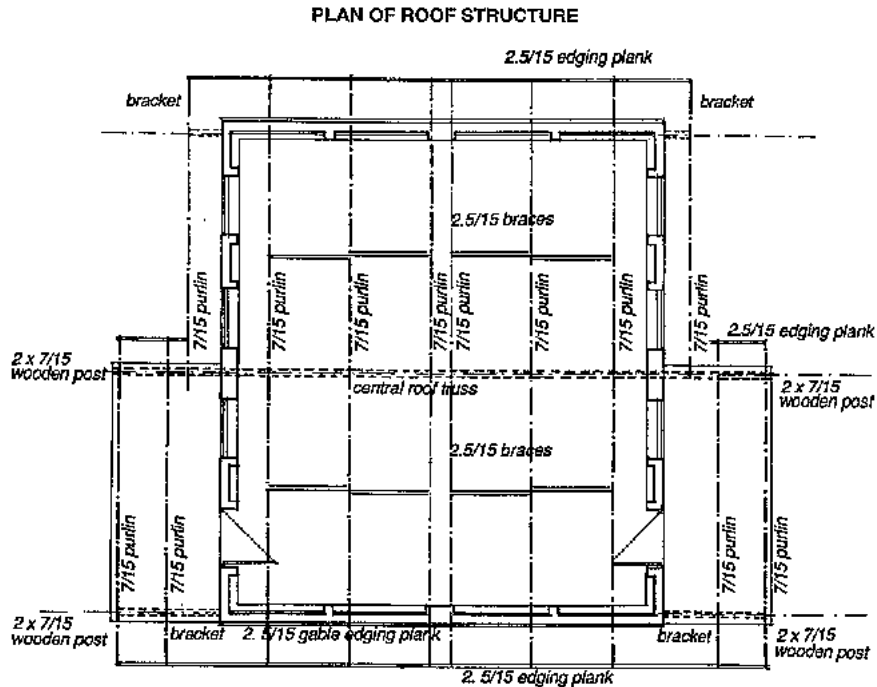 PLAN OF ROOF STRUCTURE
2.5/15 edging plank
bracket
bracket
2.5/15 braces
7/15 purlin
7/15 purlin
7/15 purlin
7/15 purlin
7/15 purlin
7/15 purlin
7/15 purlin
7/15 purlin
2.5/15 edging plank
2 x 7/15
wooden post
central roof truss
2 x 7/15
wooden post
2.5/15 braces
7/15 purlin
7/15 purlin
7/15 purlin
7/15 purlin
2 x 7/15
wooden post
bracket
2. 5/15 gable edging plank
bracket
2 x 7/15
wooden post
2. 5/15 edging plank